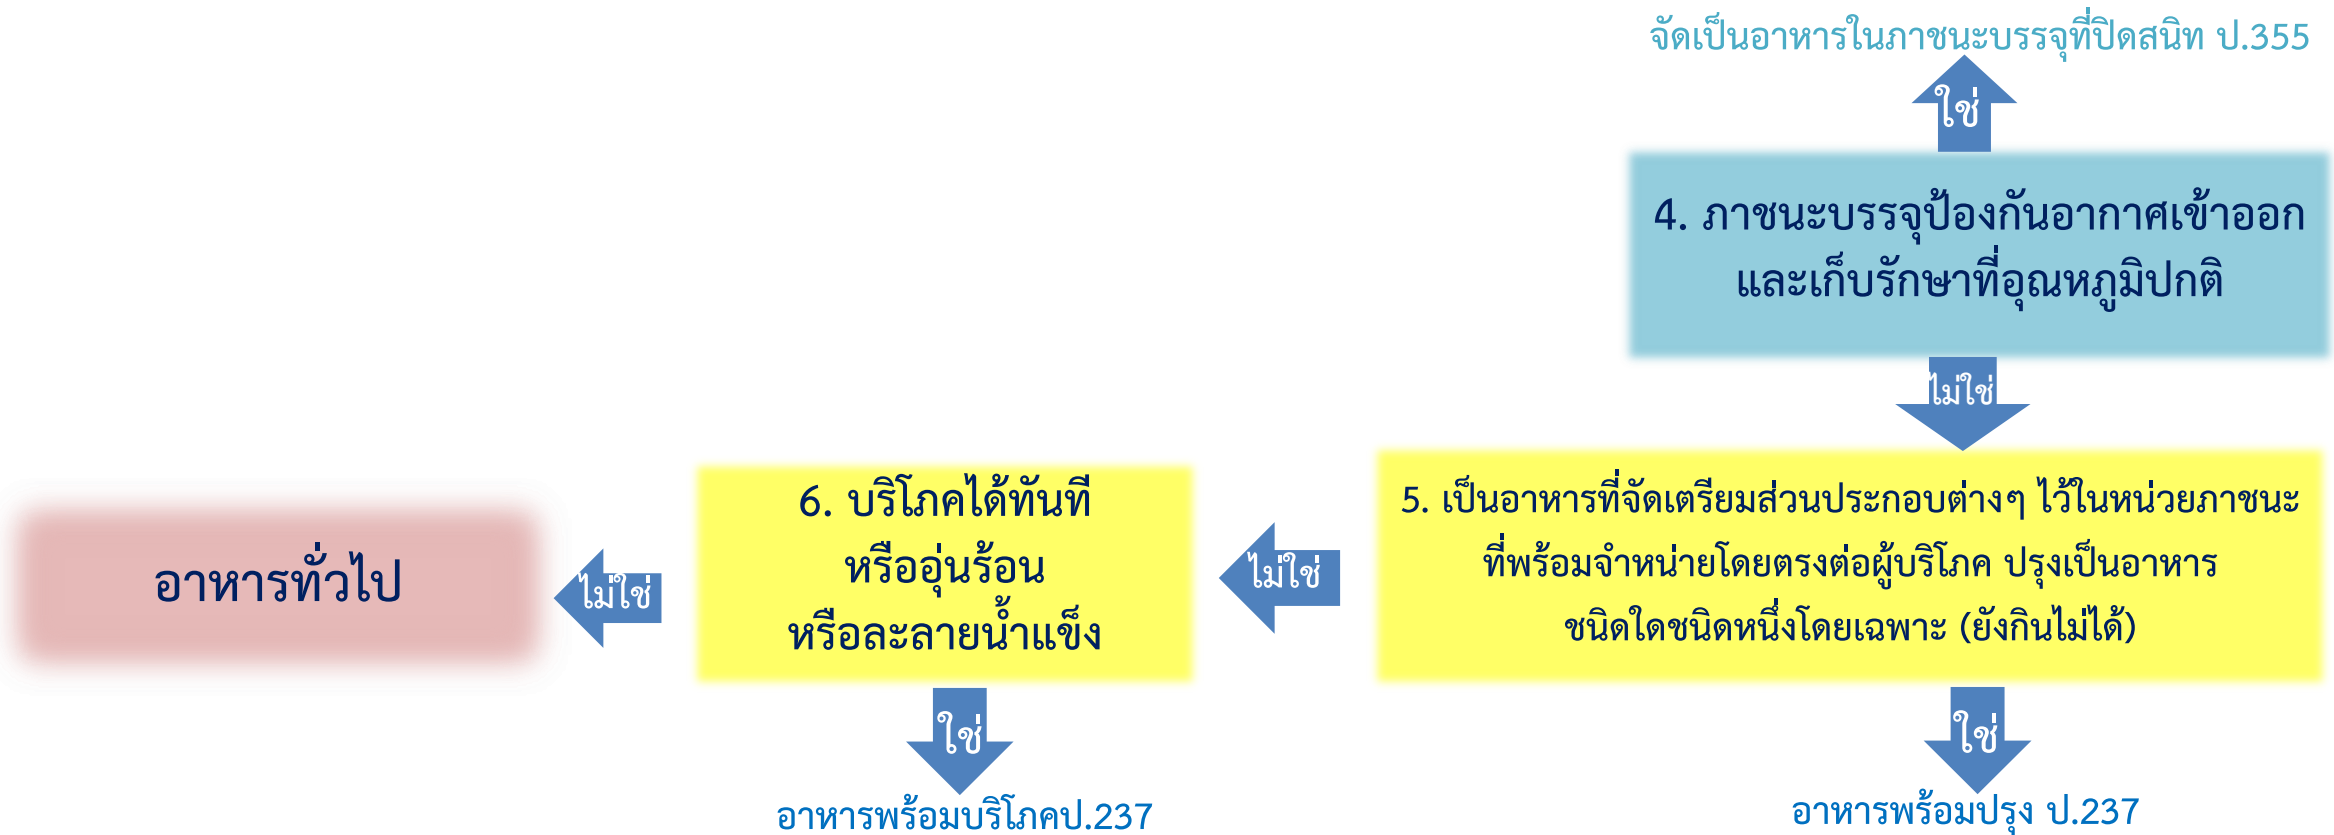 จัดเป็นอาหารในภาชนะบรรจุที่ปิดสนิท ป.355
ใช่
4. ภาชนะบรรจุป้องกันอากาศเข้าออก
และเก็บรักษาที่อุณหภูมิปกติ
ไม่ใช่
5. เป็นอาหารที่จัดเตรียมส่วนประกอบต่างๆ ไว้ในหน่วยภาชนะ
ที่พร้อมจำหน่ายโดยตรงต่อผู้บริโภค ปรุงเป็นอาหาร
ชนิดใดชนิดหนึ่งโดยเฉพาะ (ยังกินไม่ได้)
ใช่
อาหารพร้อมปรุง ป.237
ไม่ใช่
6. บริโภคได้ทันที
หรืออุ่นร้อน
หรือละลายน้ำแข็ง
ใช่
อาหารพร้อมบริโภคป.237
ไม่ใช่
อาหารทั่วไป